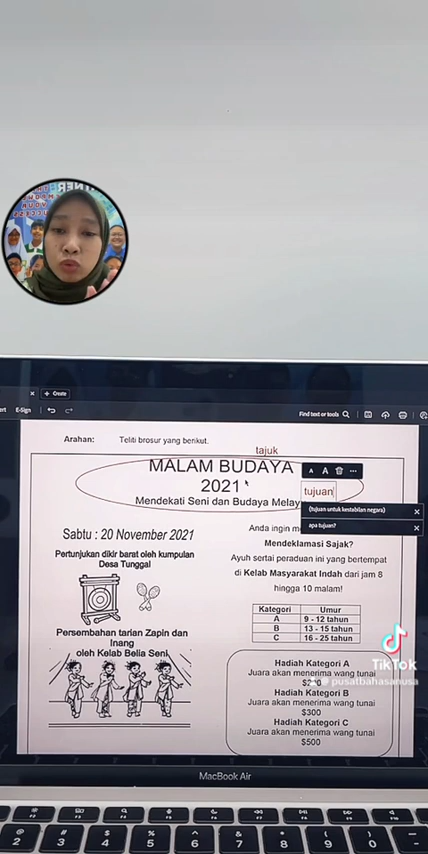 + Create
E-Sign
Find text or tools
Arahan: Teliti brosur yang berikut.
tajuk
MALAM BUDAYA
2021
Mendekati Seni dan Budaya Melay
tujuan
(tujuan untuk kestabilan negara)
apa tujuan?
Sabtu : 20 November 2021
Pertunjukan dikir barat oleh kumpulan
Desa Tunggal
Persembahan tarian Zapin dan
Inang
oleh Kelab Belia Seni
Anda ingin m
Mendeklamasi Sajak?
Ayuh sertai peraduan ini yang bertempat
di Kelab Masyarakat Indah dari jam 8
hingga 10 malam!
Kategori Umur
A 9 - 12 tahun
B 13 - 15 tahun
C 16 - 25 tahun
Hadiah Kategori A
Juara akan menerima wang tunai
Hadiah Kategori B
Juara akan menerima wang tunai
$300
Hadiah Kategori C
Juara akan menerima wang tunai
$500
TikTok
@pusatbahasanusa
MacBook Air